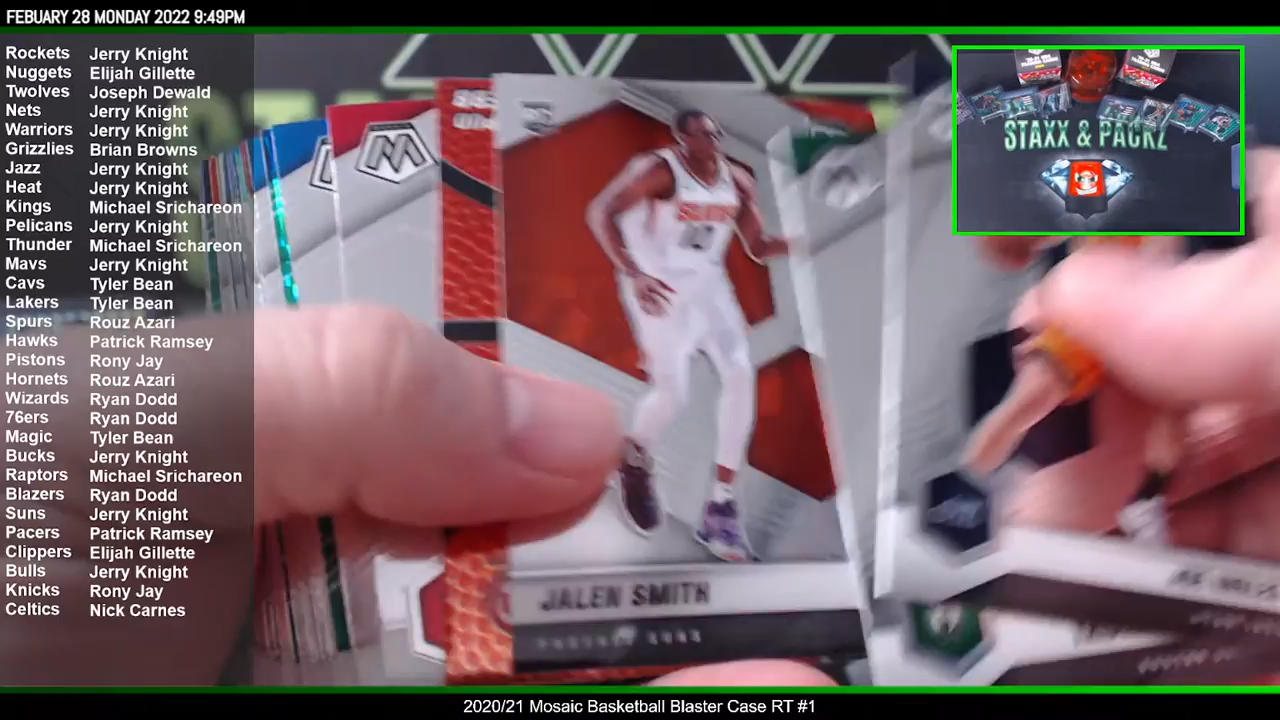 FEBUARY 28 MONDAY 2022 9:49PM
Rockets Jerry Knight
Nuggets Elijah Gillette
Twolves Joseph Dewald
Nets Jerry Knight
Warriors Jerry Knight
Grizzlies Brian Browns
Jazz Jerry Knight
Heat Jerry Knight
Kings Michael Srichareon
Pelicans Jerry Knight
Thunder Michael Srichareon
Mavs Jerry Knight
Cavs Tyler Bean
Lakers Tyler Bean
Spurs Rouz Azari
Hawks Patrick Ramsey
Pistons Rony Jay
Hornets Rouz Azari
Wizards Ryan Dodd
76ers Ryan Dodd
Magic Tyler Bean
Bucks Jerry Knight
Raptors Michael Srichareon
Blazers Ryan Dodd
Suns Jerry Knight
Pacers Patrick Ramsey
Clippers Elijah Gillette
Bulls Jerry Knight
Knicks Rony Jay
Celtics Nick Carnes
STAXX & PACKZ
SUNS
JALEN SMITH
PHOENIX SUNS
2020/21 Mosaic Basketball Blaster Case RT #1